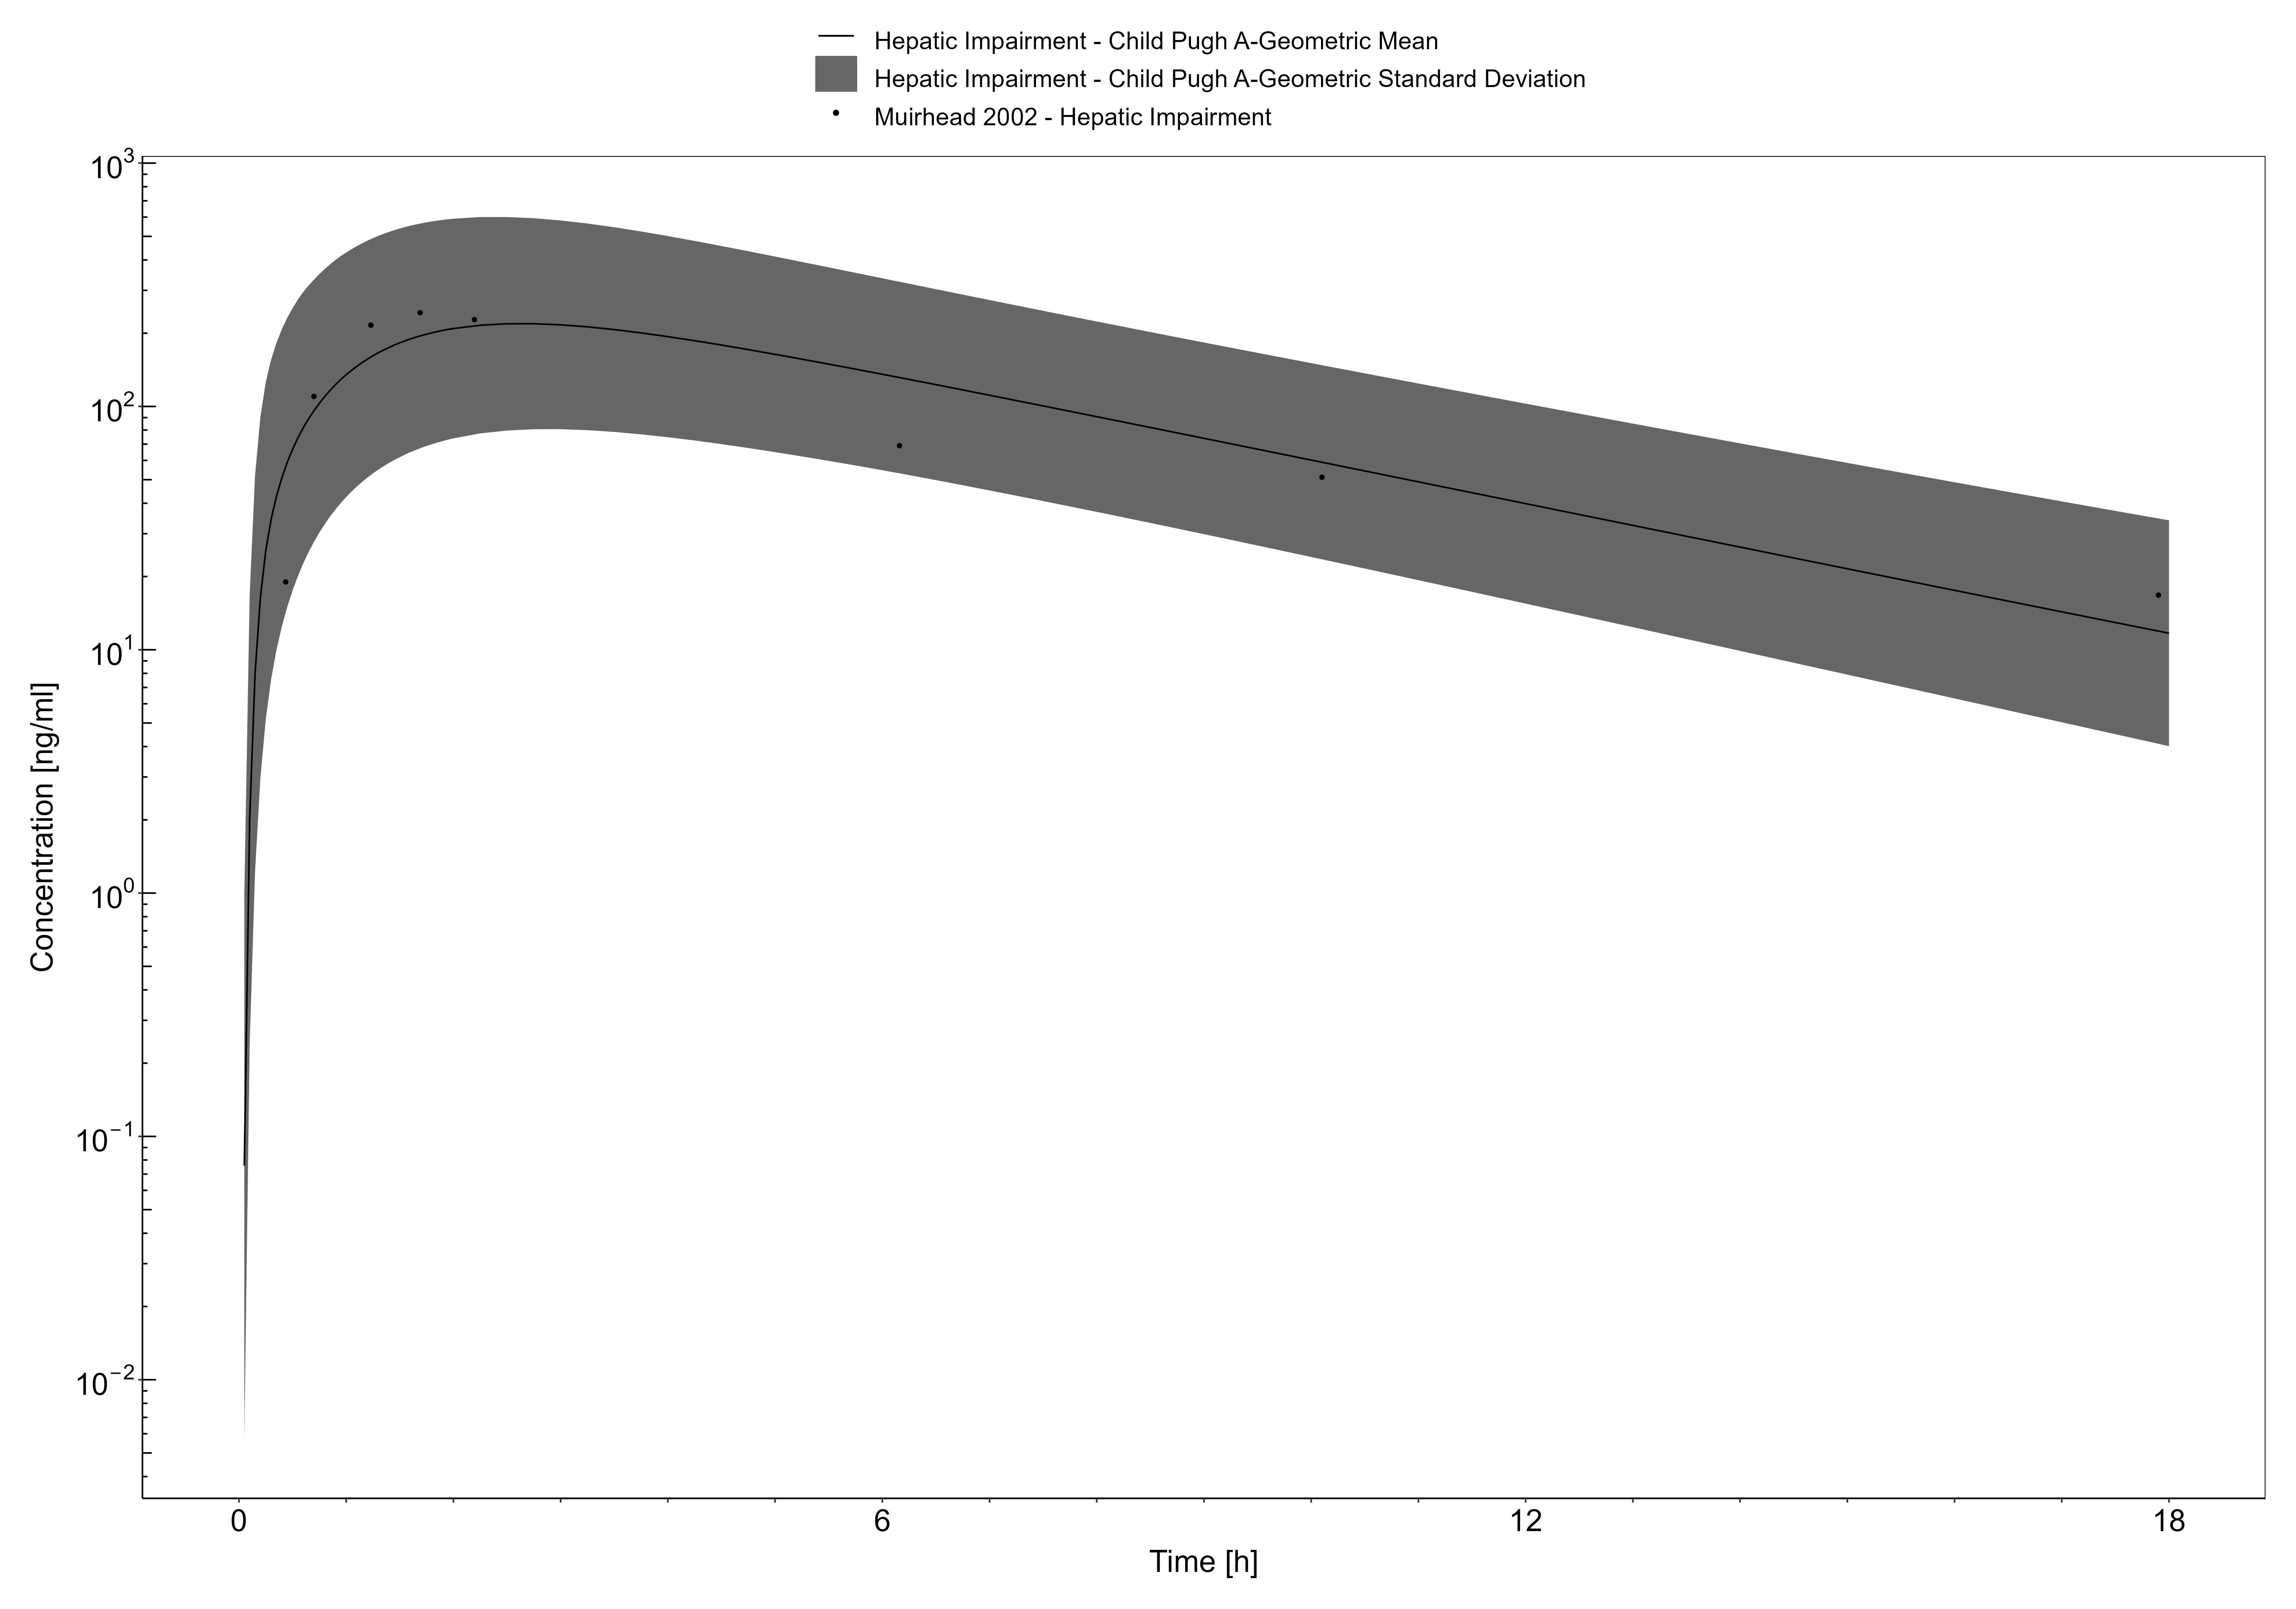 Hepatic Impairment - Child Pugh A-Geometric Mean
Hepatic Impairment - Child Pugh A-Geometric Standard Deviation
Muirhead 2002 - Hepatic Impairment
10³
10²
10¹
10⁰
10⁻¹
10⁻²
Concentration [ng/ml]
0 6 12 18
Time [h]